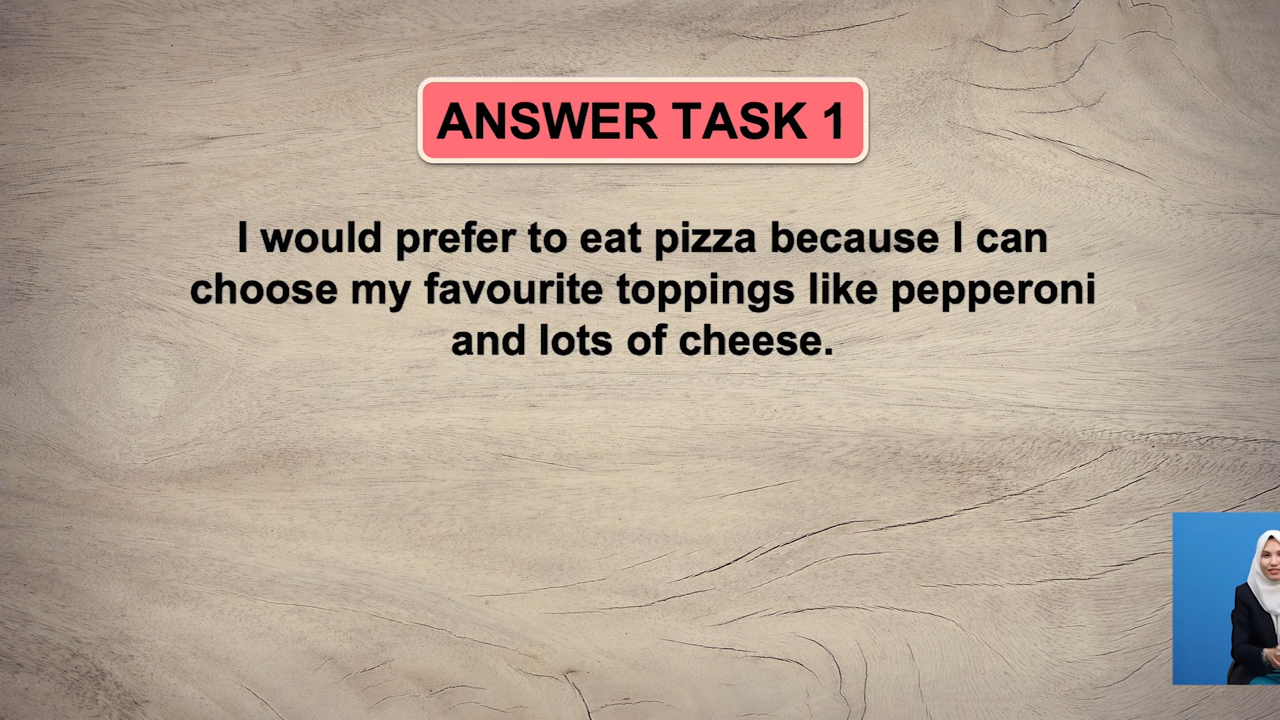 ANSWER TASK 1
I would prefer to eat pizza because I can
choose my favourite toppings like pepperoni
and lots of cheese.